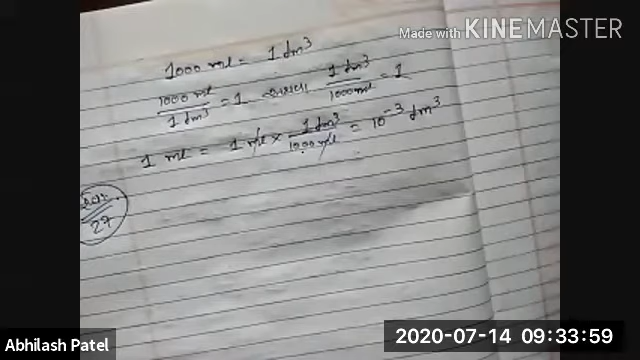 Made with KINEMASTER
1000 ml = 1 dm³
1000 ml / 1 dm³ = 1 અથવા 1 dm³ / 1000 ml = 1
1 ml = 1 ml × 1 dm³ / 1000 ml = 10⁻³ dm³
27
Abhilash Patel
2020-07-14 09:33:59